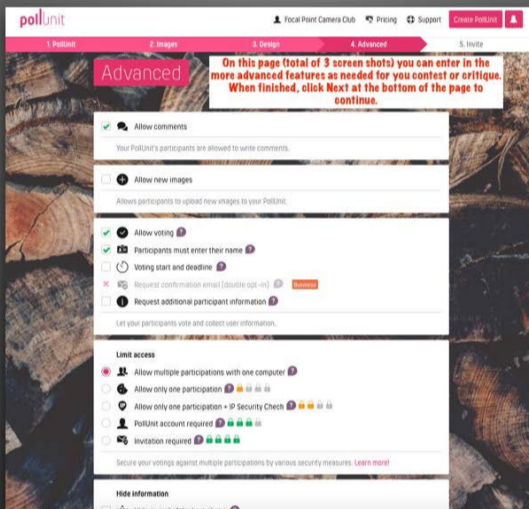 pollunit
Focal Point Camera Club Pricing Support Create PollUnit
1. PollUnit 2. Images 3. Design 4. Advanced 5. Invite
Advanced
On this page (total of 3 screen shots) you can enter in the
more advanced features as needed for you contest or critique.
When finished, click Next at the bottom of the page to
continue.
Allow comments
Your PollUnit's participants are allowed to write comments.
Allow new images
Allows participants to upload new images to your PollUnit.
Allow voting ?
Participants must enter their name ?
Voting start and deadline ?
Request confirmation email [double opt-in] ? Business
Request additional participant information ?
Let your participants vote and collect user information.
Limit access
Allow multiple participations with one computer ?
Allow only one participation ?
Allow only one participation + IP Security Check ?
PollUnit account required ?
Invitation required ?
Secure your votings against multiple participations by various security measures. Learn more!
Hide information